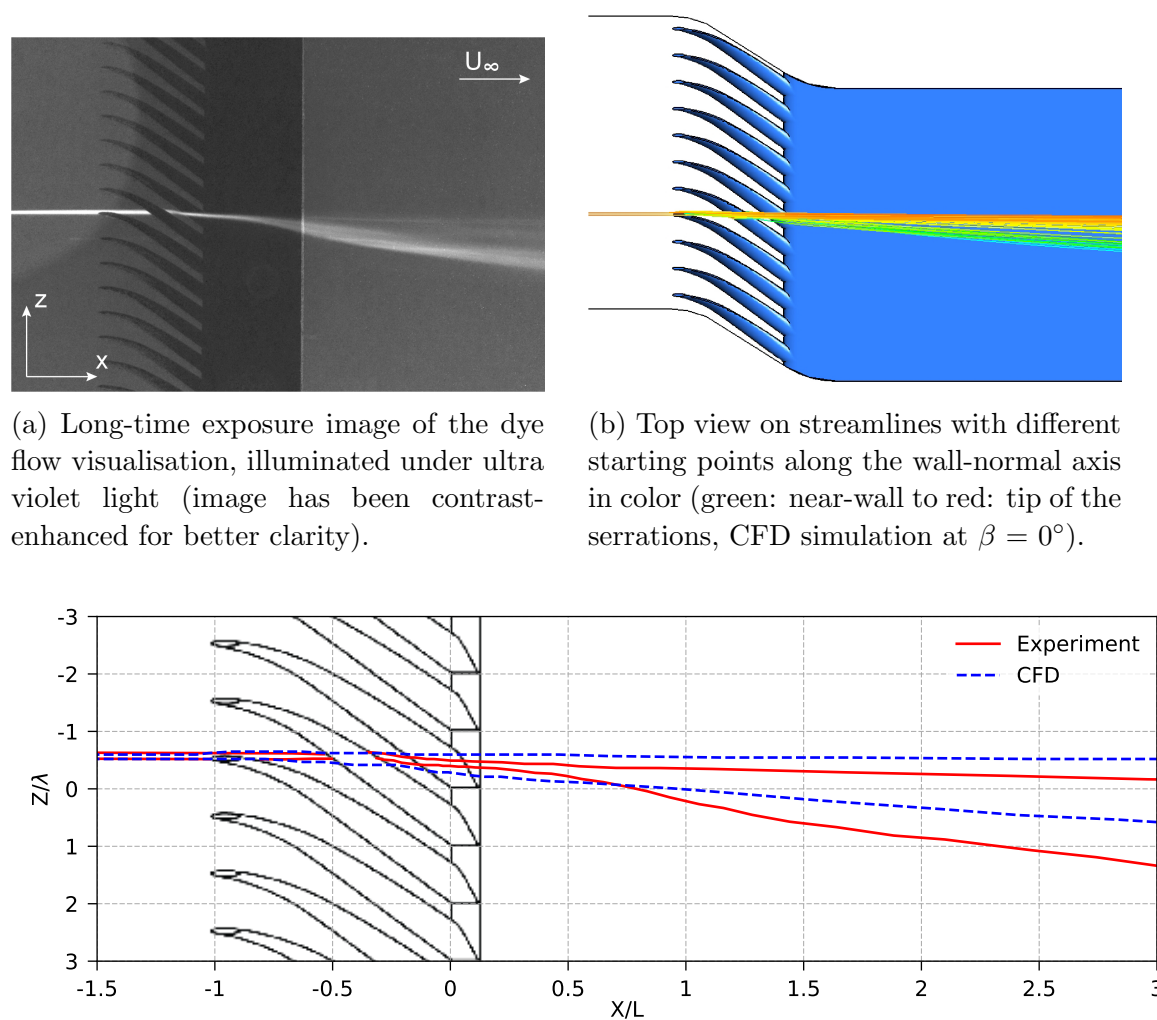 U∞
z
x
(a) Long-time exposure image of the dye
flow visualisation, illuminated under ultra
violet light (image has been contrast-
enhanced for better clarity).
(b) Top view on streamlines with different
starting points along the wall-normal axis
in color (green: near-wall to red: tip of the
serrations, CFD simulation at β = 0°).
Z/λ
-3
-2
-1
0
1
2
3
Experiment
CFD
-1.5 -1 -0.5 0 0.5 1 1.5 2 2.5 3
X/L